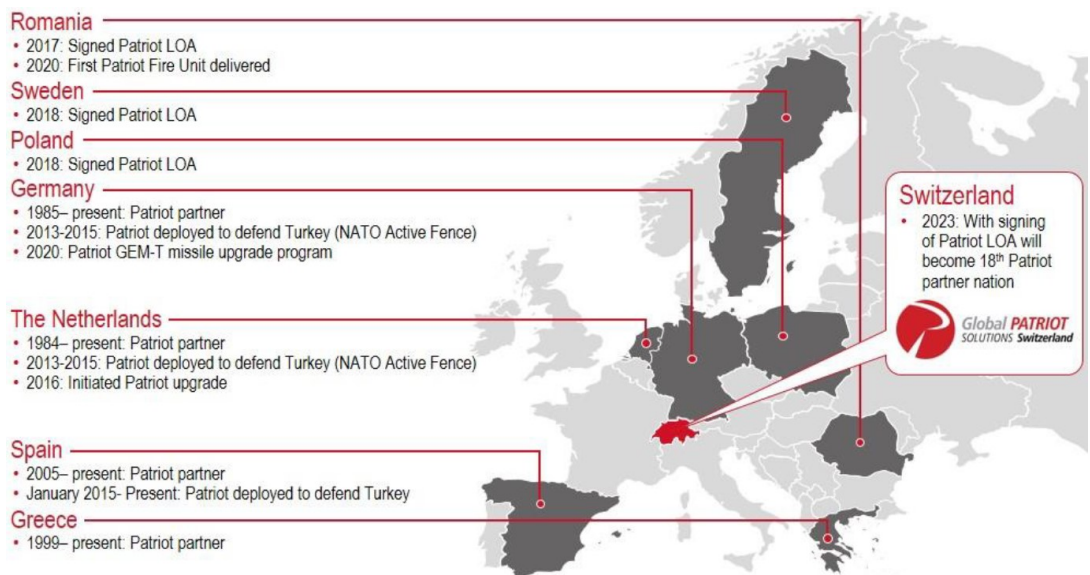 Romania
• 2017: Signed Patriot LOA
• 2020: First Patriot Fire Unit delivered
Sweden
• 2018: Signed Patriot LOA
Poland
• 2018: Signed Patriot LOA
Germany
• 1985– present: Patriot partner
• 2013-2015: Patriot deployed to defend Turkey (NATO Active Fence)
• 2020: Patriot GEM-T missile upgrade program
The Netherlands
• 1984– present: Patriot partner
• 2013-2015: Patriot deployed to defend Turkey (NATO Active Fence)
• 2016: Initiated Patriot upgrade
Spain
• 2005– present: Patriot partner
• January 2015- Present: Patriot deployed to defend Turkey
Greece
• 1999– present: Patriot partner
Switzerland
• 2023: With signing
of Patriot LOA will
become 18th Patriot
partner nation
Global PATRIOT
SOLUTIONS Switzerland